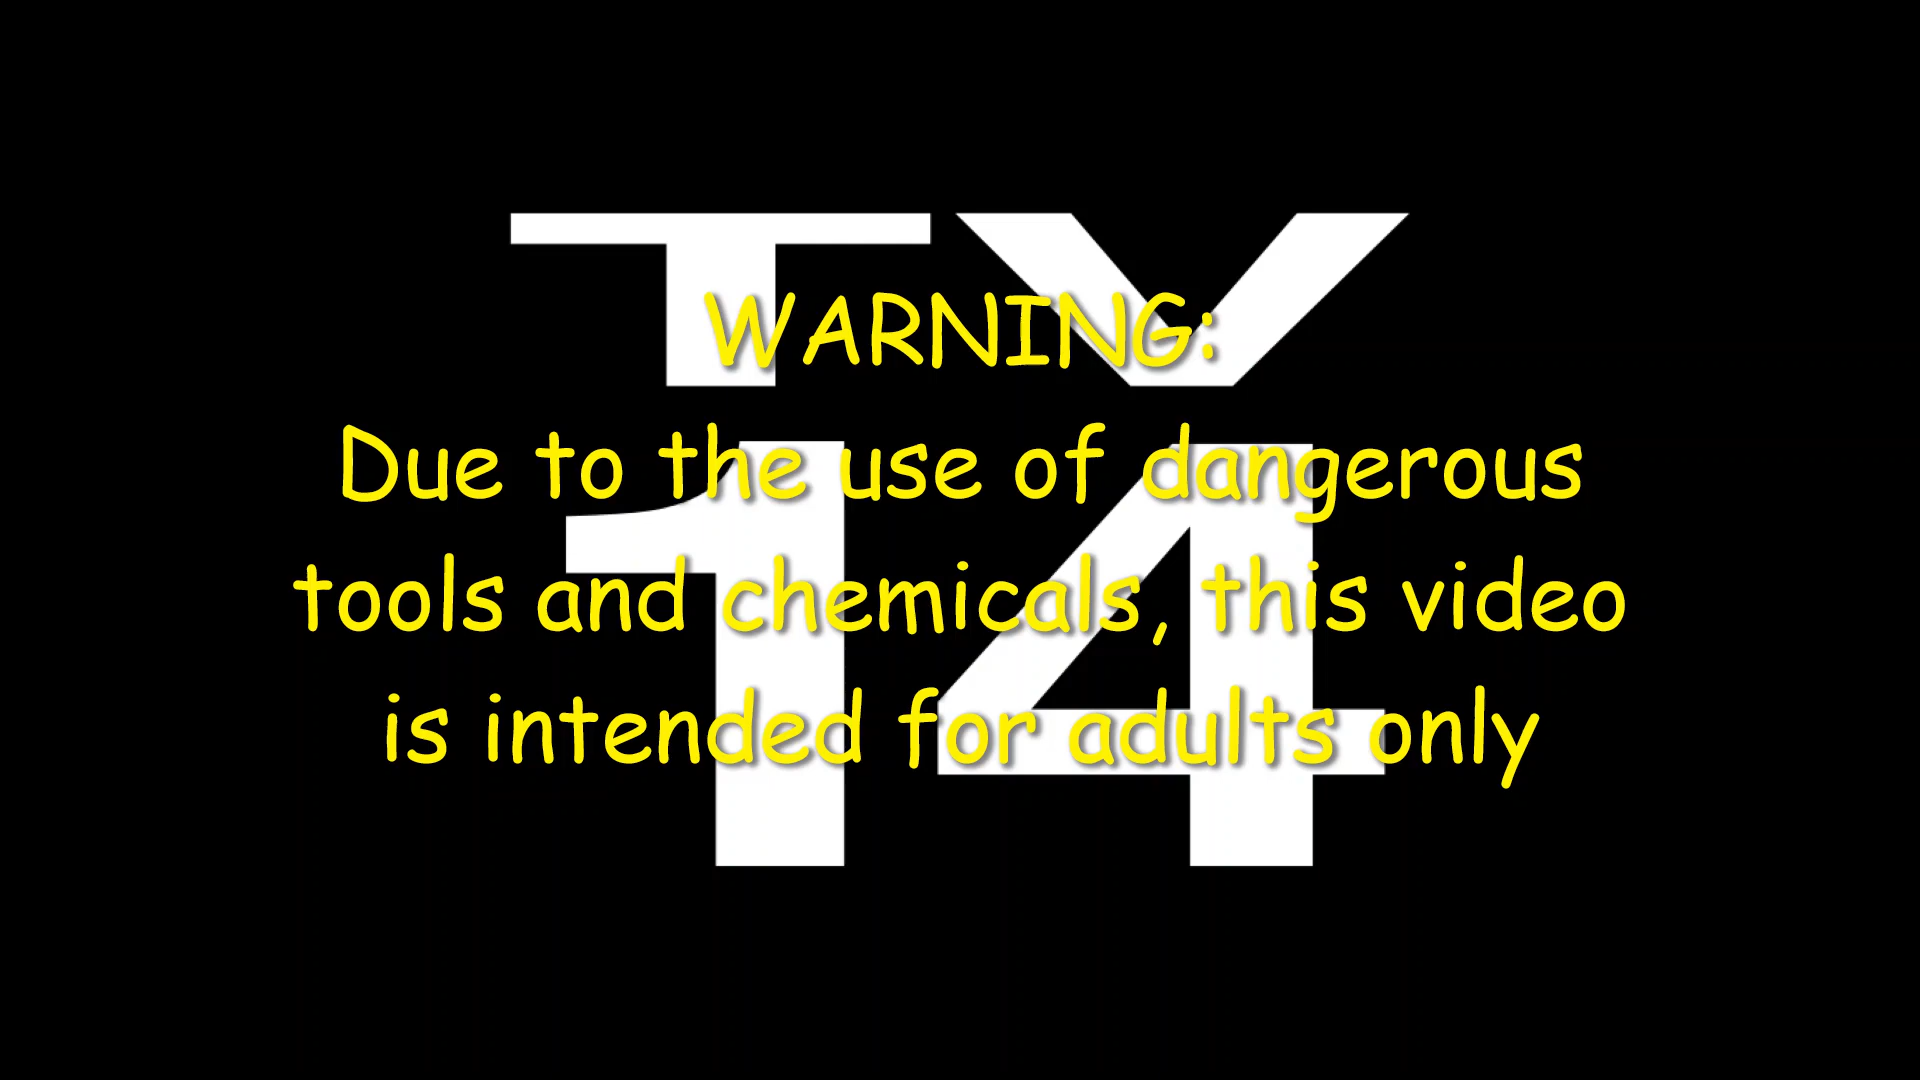 TV
14
WARNING:
Due to the use of dangerous
tools and chemicals, this video
is intended for adults only